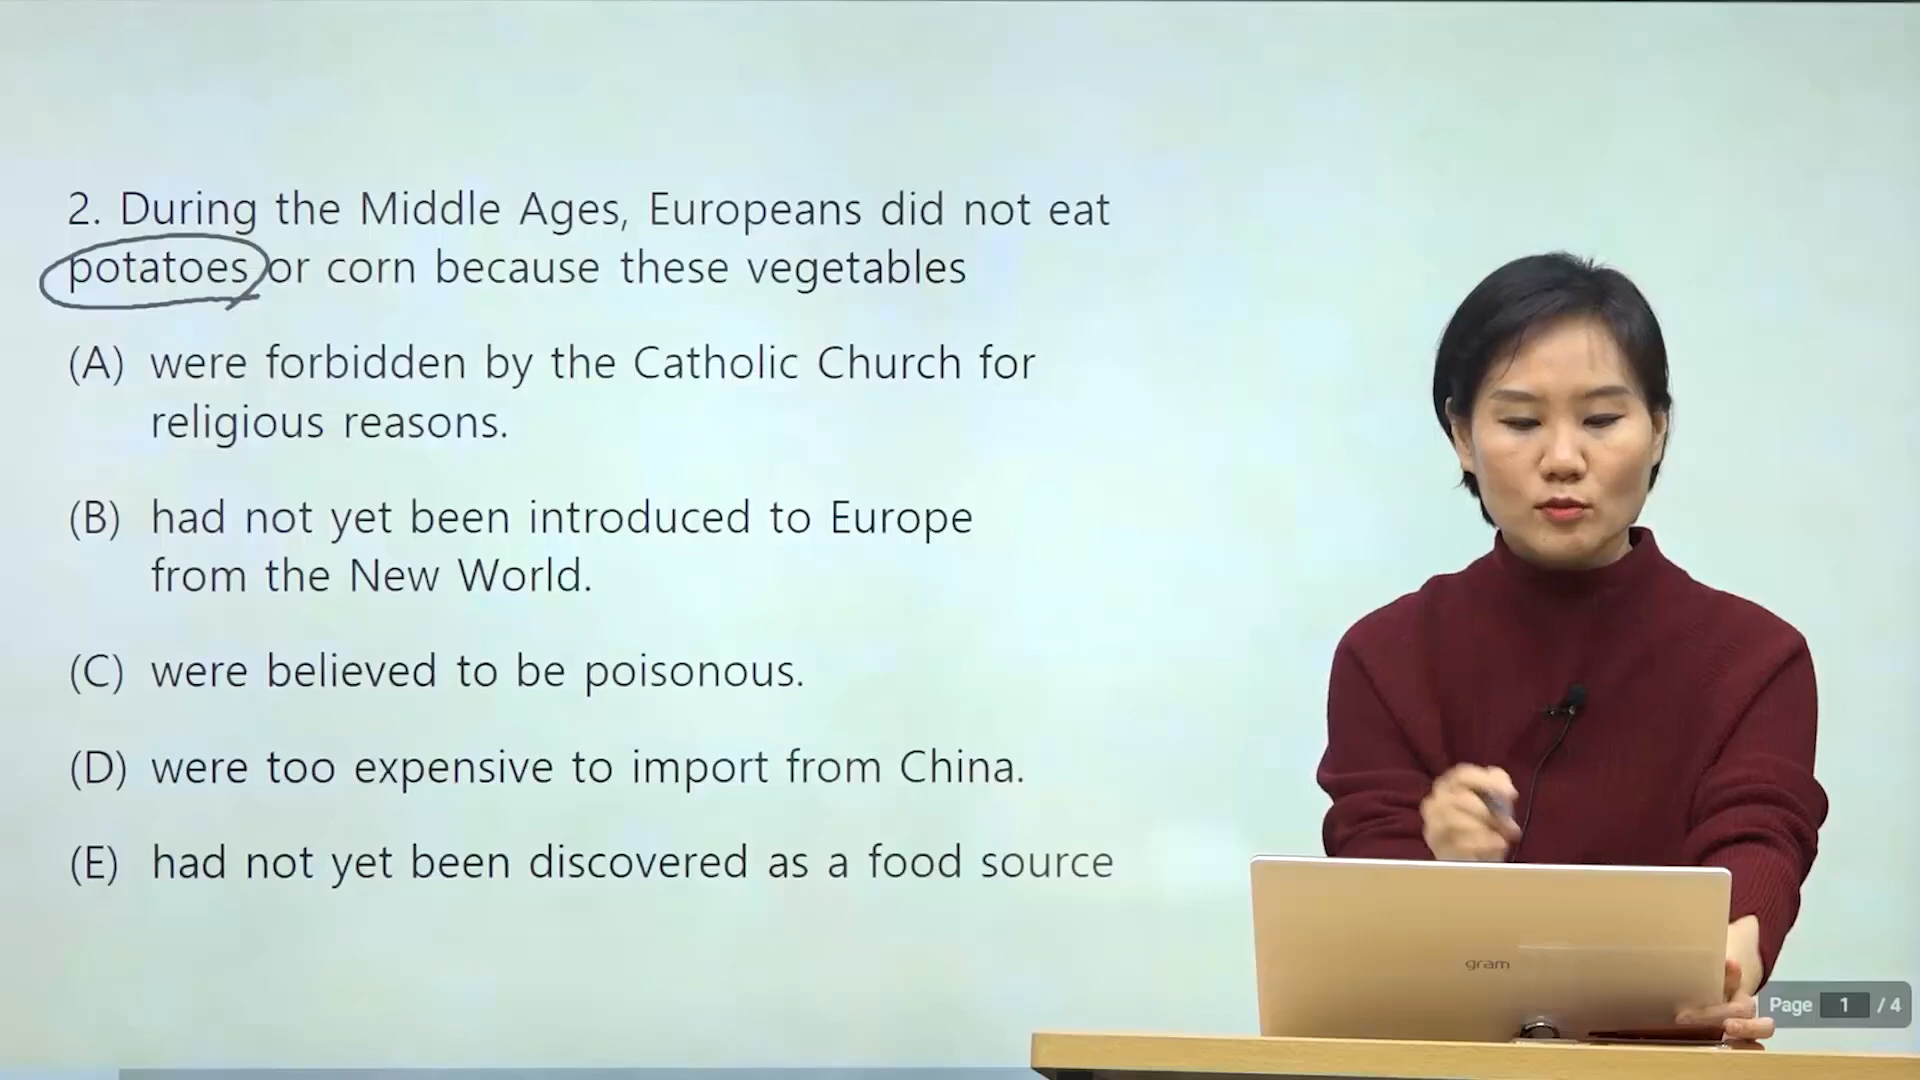 2. During the Middle Ages, Europeans did not eat
potatoes or corn because these vegetables
(A) were forbidden by the Catholic Church for
religious reasons.
(B) had not yet been introduced to Europe
from the New World.
(C) were believed to be poisonous.
(D) were too expensive to import from China.
(E) had not yet been discovered as a food source
gram
Page 1 / 4